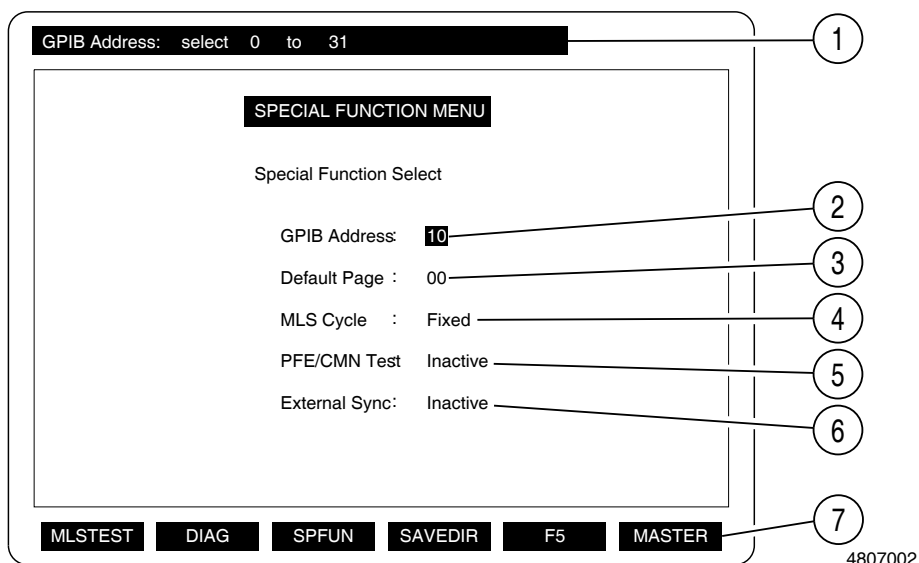 GPIB Address: select 0 to 31
1
SPECIAL FUNCTION MENU
Special Function Select
GPIB Address: 10
2
Default Page : 00
3
MLS Cycle : Fixed
4
PFE/CMN Test: Inactive
5
External Sync: Inactive
6
MLSTEST DIAG SPFUN SAVEDIR F5 MASTER
7
4807002